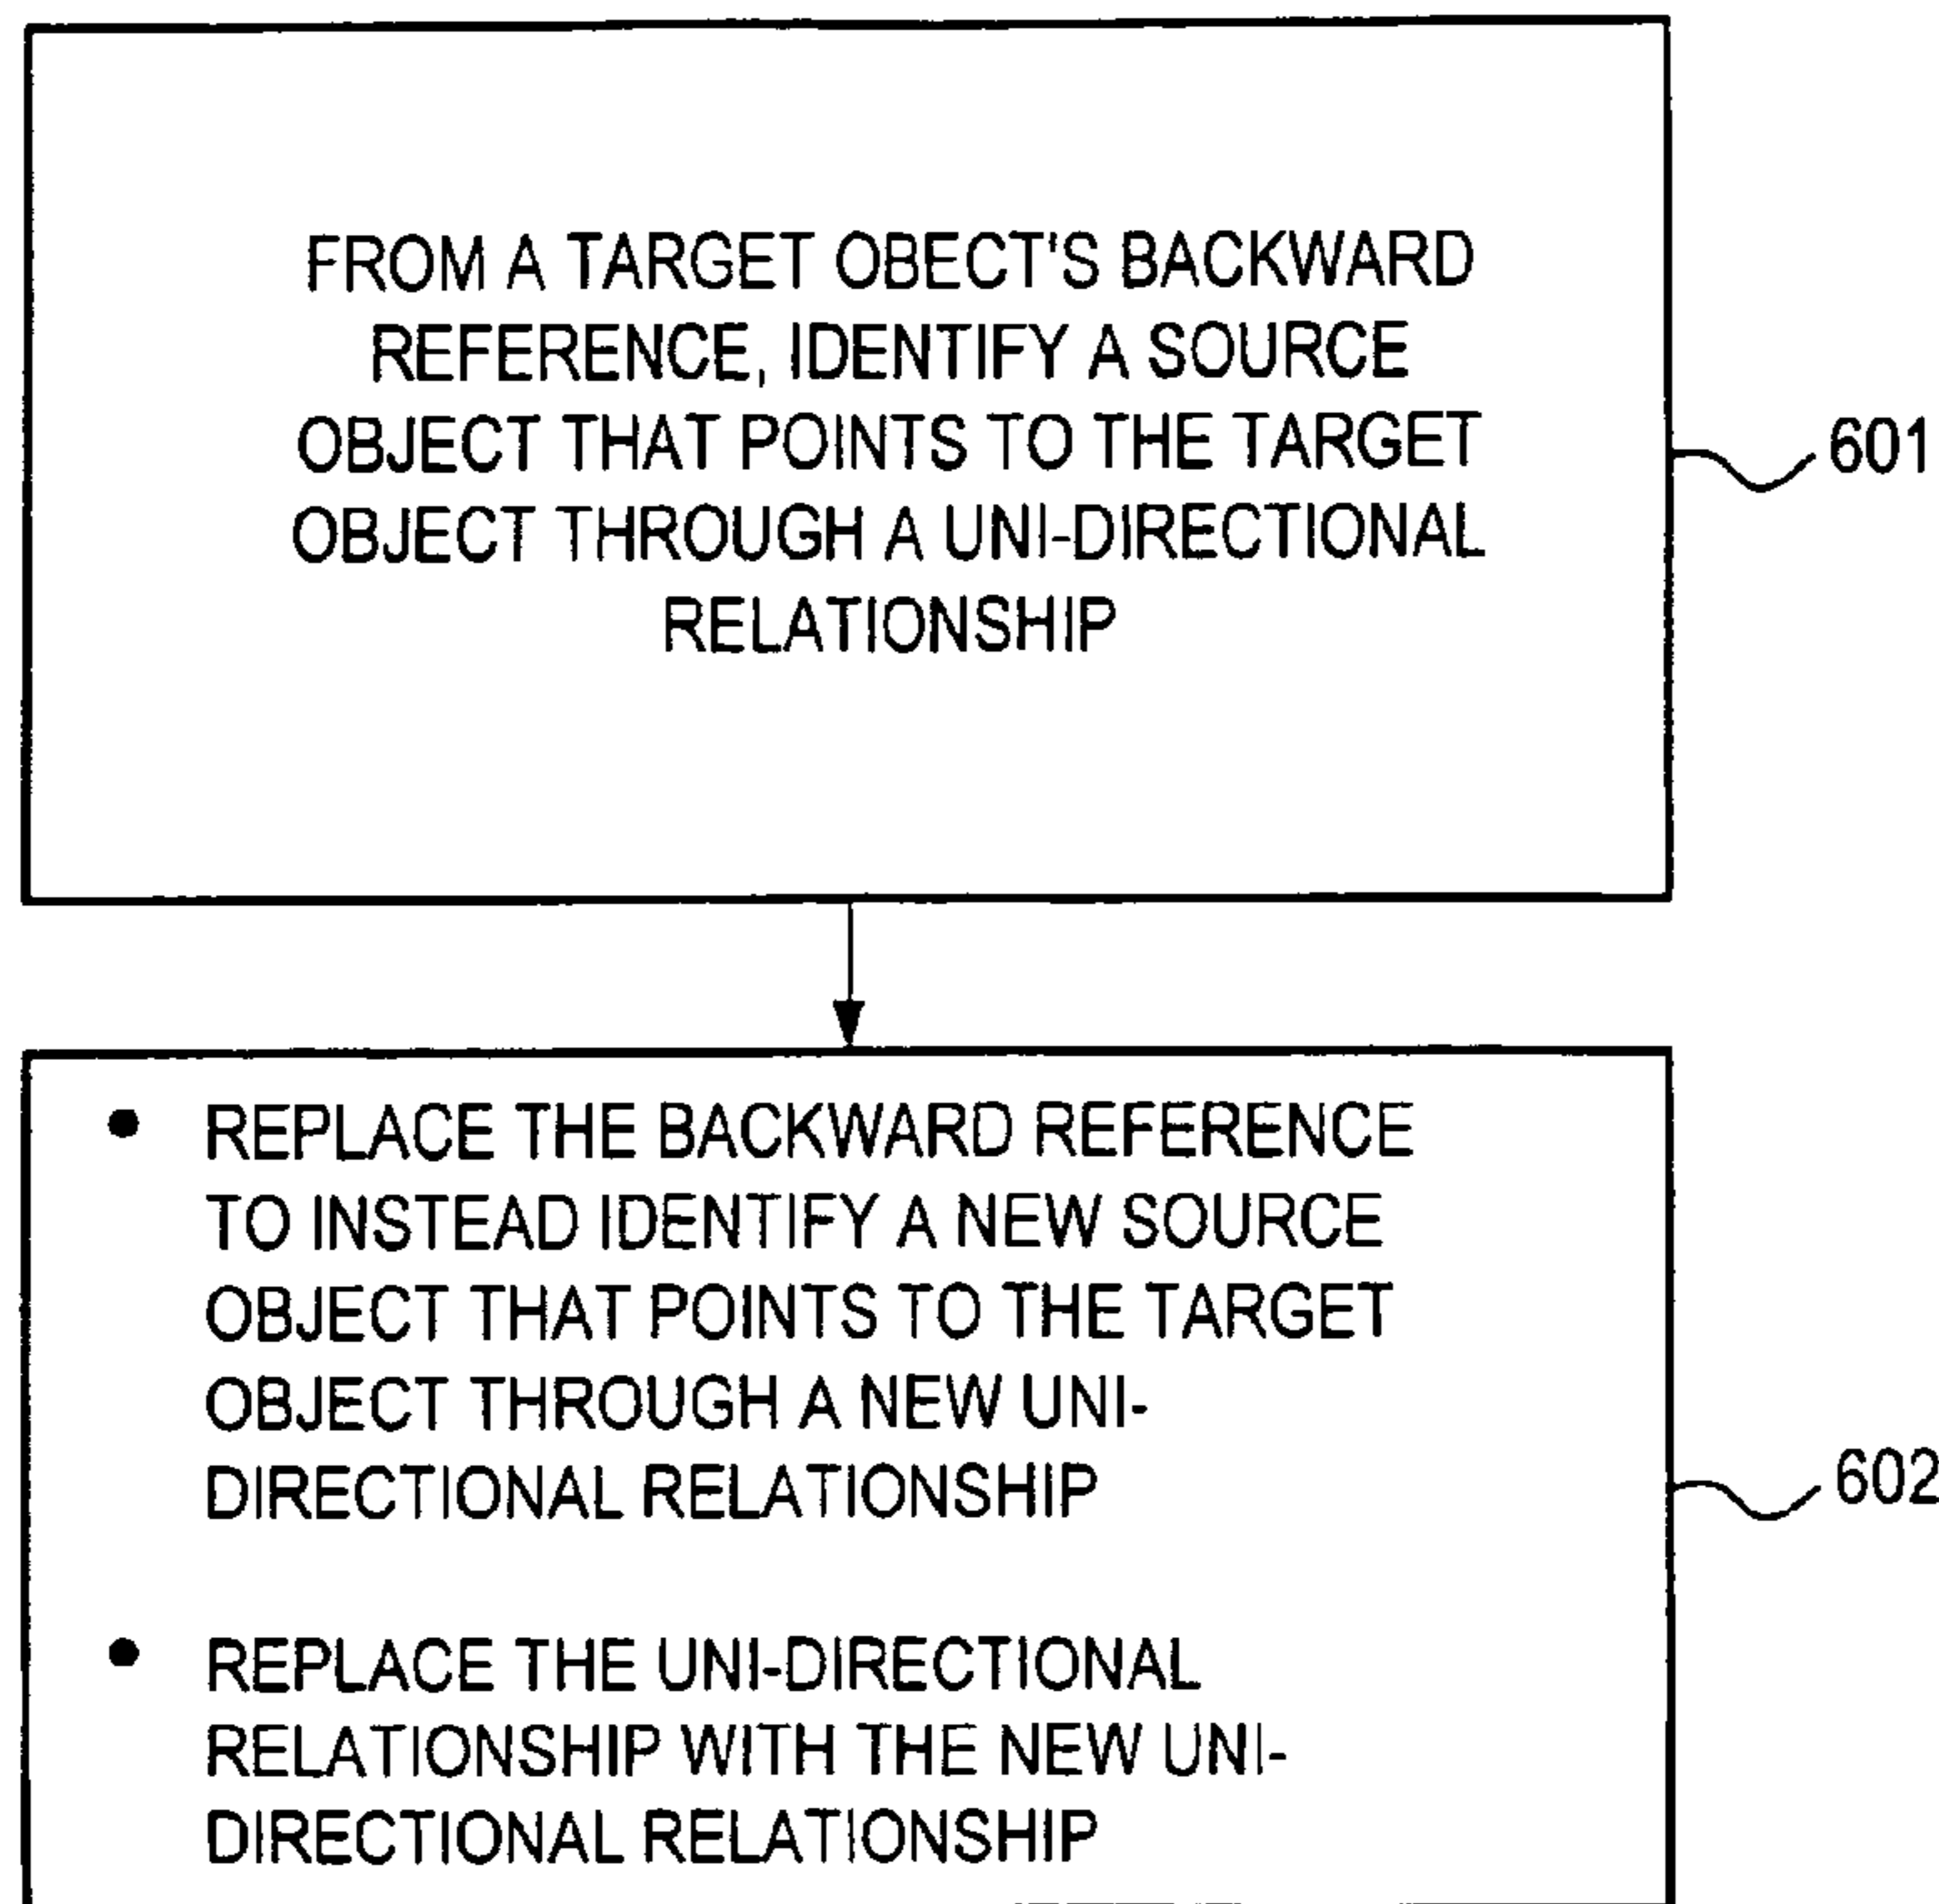 FROM A TARGET OBECT'S BACKWARD
REFERENCE, IDENTIFY A SOURCE
OBJECT THAT POINTS TO THE TARGET
OBJECT THROUGH A UNI-DIRECTIONAL
RELATIONSHIP
601
• REPLACE THE BACKWARD REFERENCE
TO INSTEAD IDENTIFY A NEW SOURCE
OBJECT THAT POINTS TO THE TARGET
OBJECT THROUGH A NEW UNI-
DIRECTIONAL RELATIONSHIP
602
• REPLACE THE UNI-DIRECTIONAL
RELATIONSHIP WITH THE NEW UNI-
DIRECTIONAL RELATIONSHIP